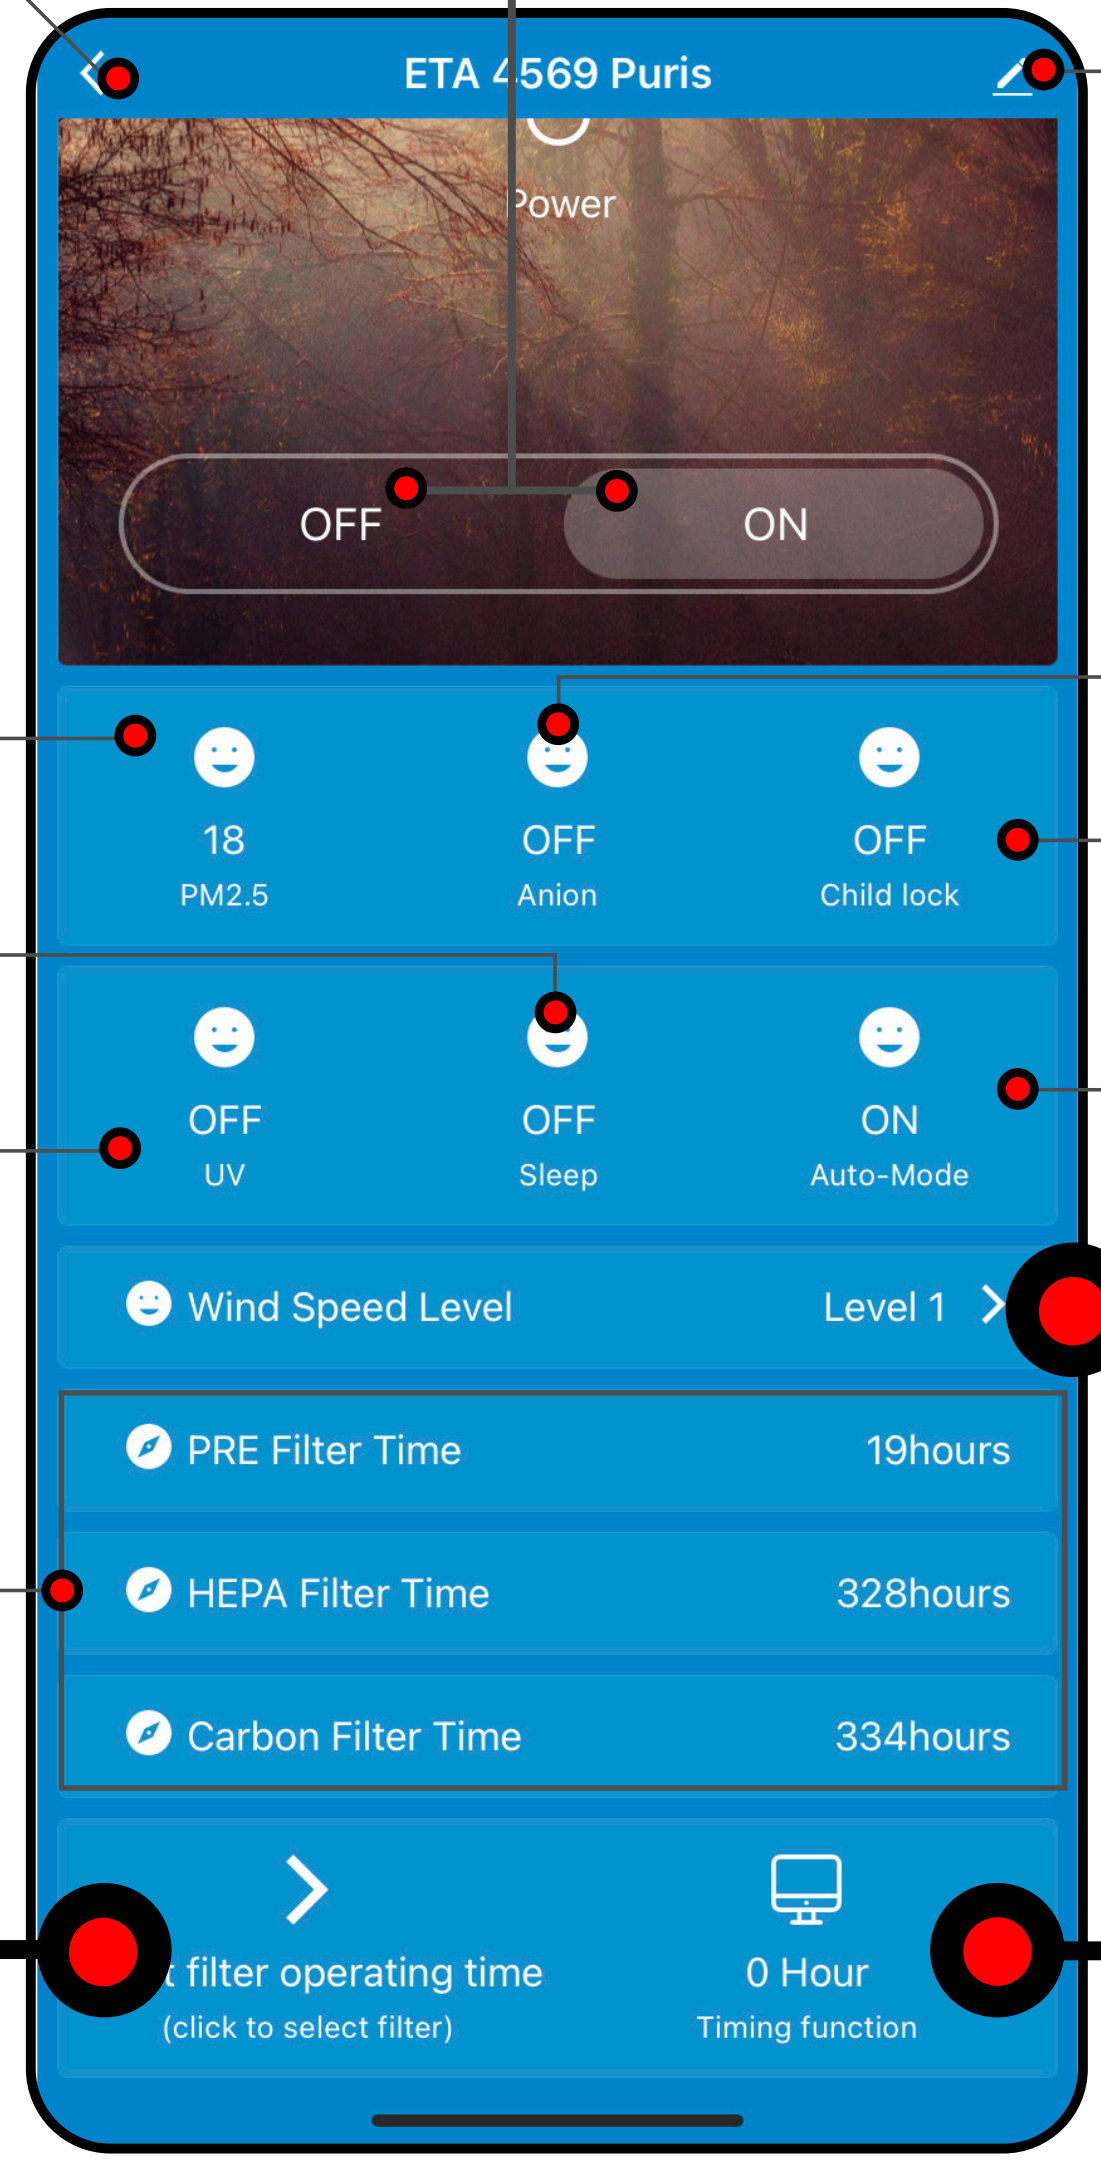 ETA 4569 Puris
Power
OFF ON
18 OFF OFF
PM2.5 Anion Child lock
OFF OFF ON
UV Sleep Auto-Mode
Wind Speed Level Level 1
PRE Filter Time 19hours
HEPA Filter Time 328hours
Carbon Filter Time 334hours
filter operating time 0 Hour
(click to select filter) Timing function